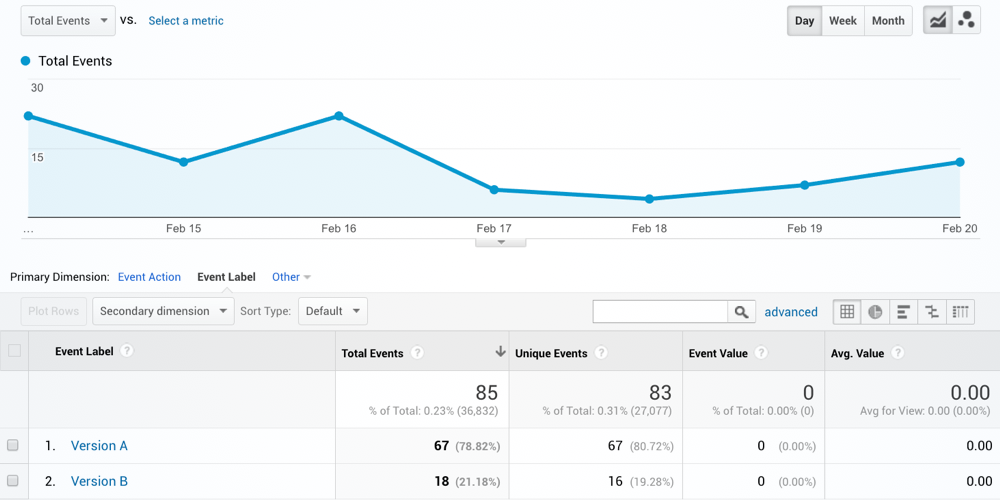 Total Events VS. Select a metric Day Week Month
Total Events
30
15
... Feb 15 Feb 16 Feb 17 Feb 18 Feb 19 Feb 20
Primary Dimension: Event Action Event Label Other
Plot Rows Secondary dimension Sort Type: Default advanced
Event Label ? Total Events ? Unique Events ? Event Value ? Avg. Value ?
85 83 0 0.00
% of Total: 0.23% (36,832) % of Total: 0.31% (27,077) % of Total: 0.00% (0) Avg for View: 0.00 (0.00%)
1. Version A 67 (78.82%) 67 (80.72%) 0 (0.00%) 0.00
2. Version B 18 (21.18%) 16 (19.28%) 0 (0.00%) 0.00